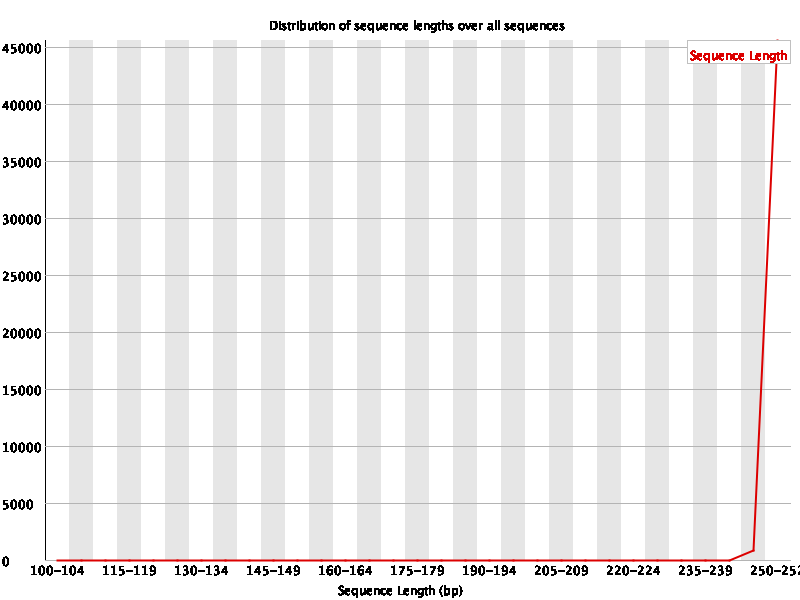 Distribution of sequence lengths over all sequences
Sequence Length
45000
40000
35000
30000
25000
20000
15000
10000
5000
0
100–104 115–119 130–134 145–149 160–164 175–179 190–194 205–209 220–224 235–239 250–252
Sequence Length (bp)